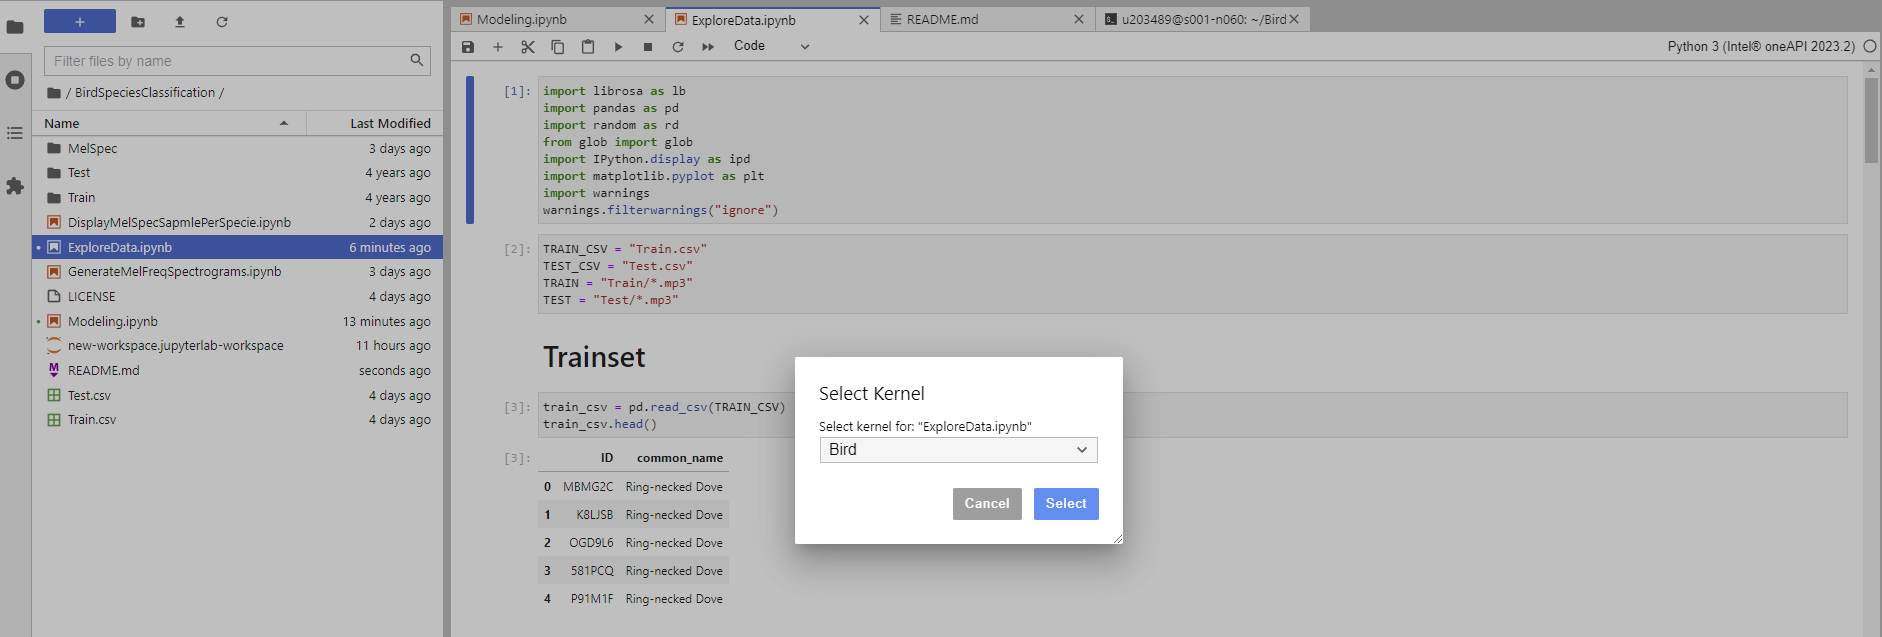 Modeling.ipynb
ExploreData.ipynb
README.md
u203489@s001-n060: ~/Bird
Filter files by name
Code
Python 3 (Intel® oneAPI 2023.2)
/ BirdSpeciesClassification /
Name Last Modified
MelSpec 3 days ago
Test 4 years ago
Train 4 years ago
DisplayMelSpecSapmlePerSpecie.ipynb 2 days ago
ExploreData.ipynb 6 minutes ago
GenerateMelFreqSpectrograms.ipynb 3 days ago
LICENSE 4 days ago
Modeling.ipynb 13 minutes ago
new-workspace.jupyterlab-workspace 11 hours ago
README.md seconds ago
Test.csv 4 days ago
Train.csv 4 days ago
[1]: import librosa as lb
import pandas as pd
import random as rd
from glob import glob
import IPython.display as ipd
import matplotlib.pyplot as plt
import warnings
warnings.filterwarnings("ignore")
[2]: TRAIN_CSV = "Train.csv"
TEST_CSV = "Test.csv"
TRAIN = "Train/*.mp3"
TEST = "Test/*.mp3"
Trainset
[3]: train_csv = pd.read_csv(TRAIN_CSV)
train_csv.head()
[3]: ID common_name
0 MBMG2C Ring-necked Dove
1 K8LJSB Ring-necked Dove
2 OGD9L6 Ring-necked Dove
3 581PCQ Ring-necked Dove
4 P91M1F Ring-necked Dove
Select Kernel
Select kernel for: "ExploreData.ipynb"
Bird
Cancel Select